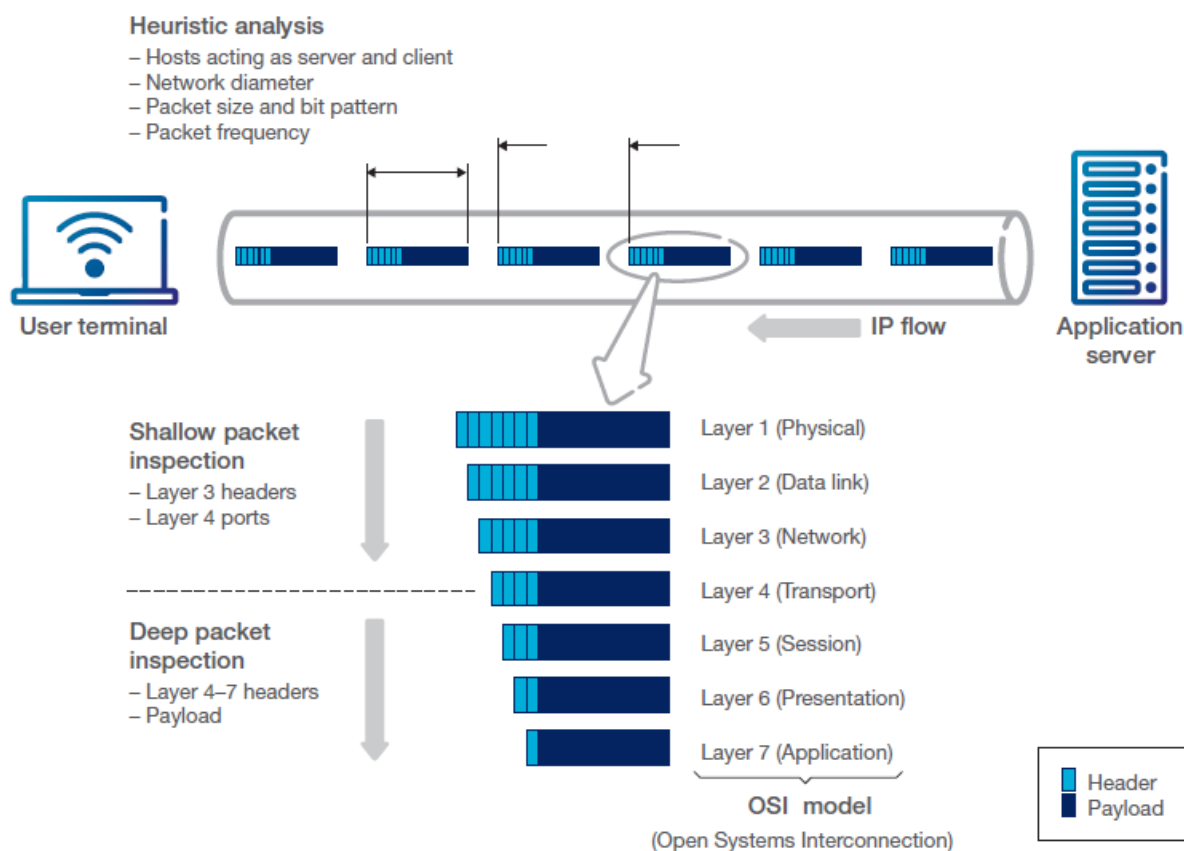 Heuristic analysis
– Hosts acting as server and client
– Network diameter
– Packet size and bit pattern
– Packet frequency
User terminal
IP flow
Application
server
Shallow packet
inspection
– Layer 3 headers
– Layer 4 ports
Deep packet
inspection
– Layer 4–7 headers
– Payload
Layer 1 (Physical)
Layer 2 (Data link)
Layer 3 (Network)
Layer 4 (Transport)
Layer 5 (Session)
Layer 6 (Presentation)
Layer 7 (Application)
OSI model
(Open Systems Interconnection)
Header
Payload